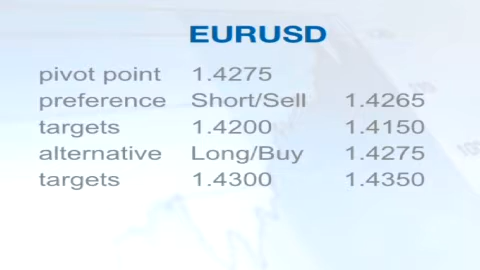 EURUSD
pivot point 1.4275
preference Short/Sell 1.4265
targets 1.4200 1.4150
alternative Long/Buy 1.4275
targets 1.4300 1.4350